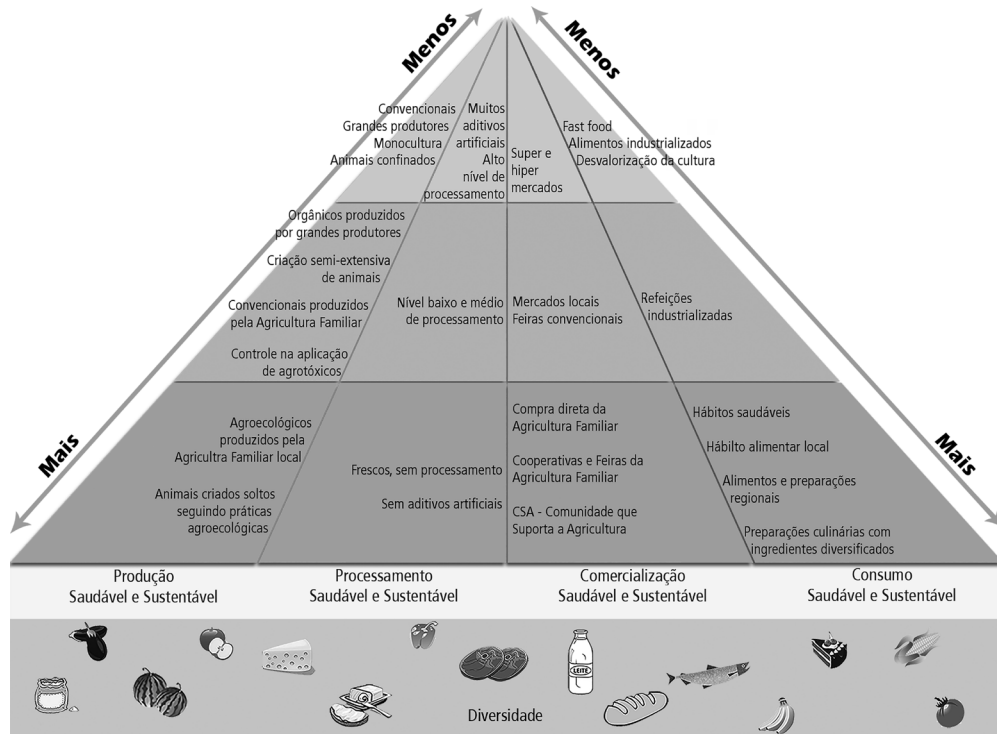 Menos
Menos
Convencionais
Grandes produtores
Monocultura
Animais confinados
Muitos
aditivos
artificiais
Alto
nível de
processamento
Super e
hiper
mercados
Fast food
Alimentos industrializados
Desvalorização da cultura
Orgânicos produzidos
por grandes produtores
Criação semi-extensiva
de animais
Convencionais produzidos
pela Agricultura Familiar
Controle na aplicação
de agrotóxicos
Nível baixo e médio
de processamento
Mercados locais
Feiras convencionais
Refeições
industrializadas
Mais
Mais
Agroecológicos
produzidos pela
Agricultra Familiar local
Animais criados soltos
seguindo práticas
agroecológicas
Frescos, sem processamento
Sem aditivos artificiais
Compra direta da
Agricultura Familiar
Cooperativas e Feiras da
Agricultura Familiar
CSA - Comunidade que
Suporta a Agricultura
Hábitos saudáveis
Hábilto alimentar local
Alimentos e preparações
regionais
Preparações culinárias com
ingredientes diversificados
Produção
Saudável e Sustentável
Processamento
Saudável e Sustentável
Comercialização
Saudável e Sustentável
Consumo
Saudável e Sustentável
LEITE
Diversidade